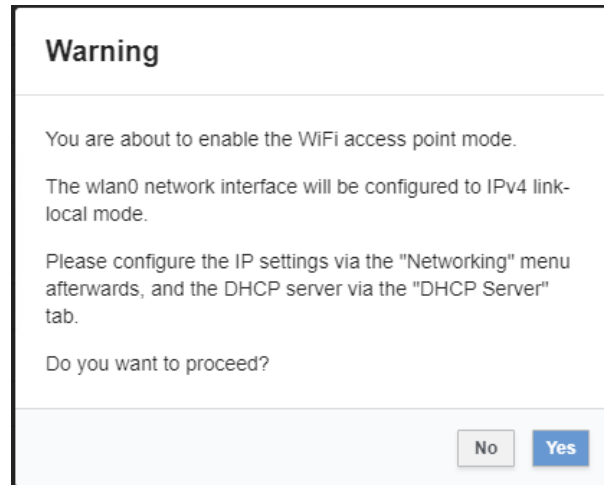 Warning
You are about to enable the WiFi access point mode.
The wlan0 network interface will be configured to IPv4 link-
local mode.
Please configure the IP settings via the "Networking" menu
afterwards, and the DHCP server via the "DHCP Server"
tab.
Do you want to proceed?
No Yes